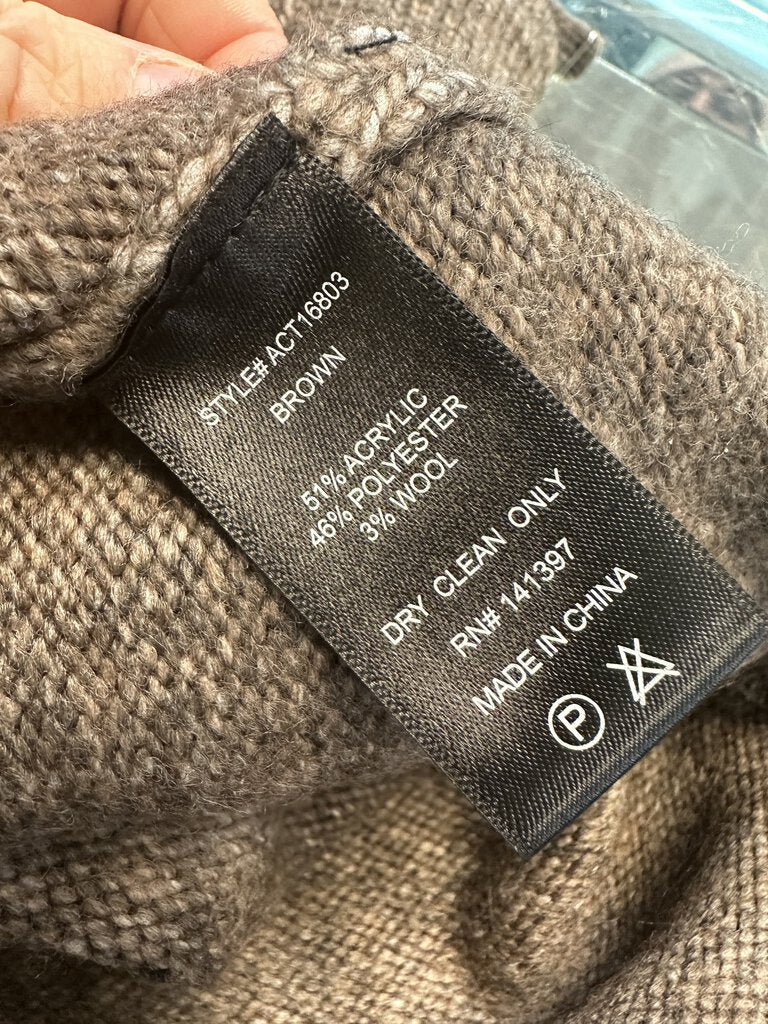 STYLE# ACT16803
BROWN
51% ACRYLIC
46% POLYESTER
3% WOOL
DRY CLEAN ONLY
RN# 141397
MADE IN CHINA
P